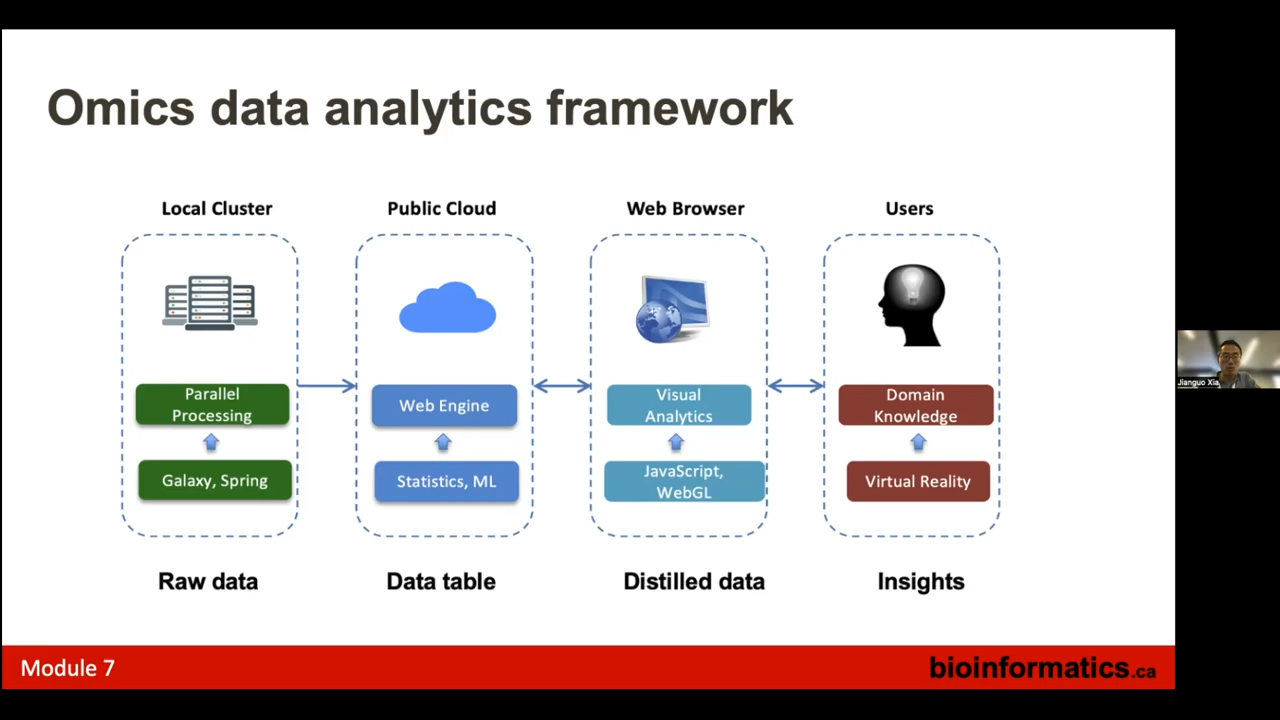 Omics data analytics framework
Local Cluster
Public Cloud
Web Browser
Users
Parallel
Processing
Web Engine
Visual
Analytics
Domain
Knowledge
Galaxy, Spring
Statistics, ML
JavaScript,
WebGL
Virtual Reality
Raw data
Data table
Distilled data
Insights
Module 7
bioinformatics.ca
Jianguo Xia